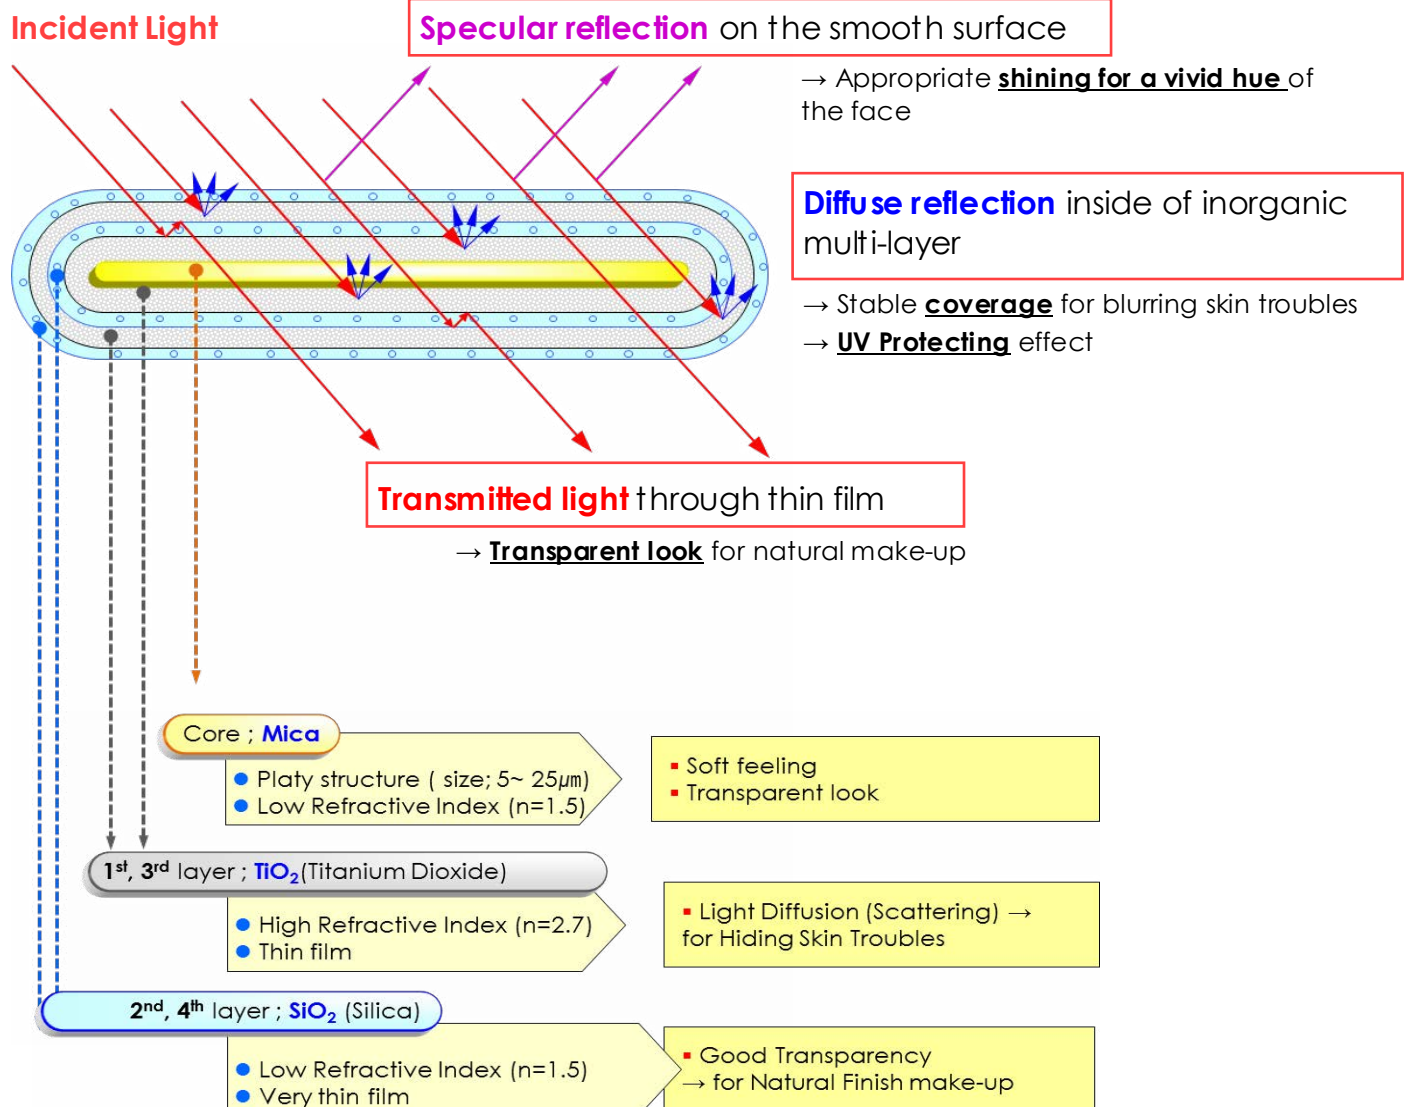 Incident Light
Specular reflection on the smooth surface
→ Appropriate shining for a vivid hue of
the face
Diffuse reflection inside of inorganic
multi-layer
→ Stable coverage for blurring skin troubles
→ UV Protecting effect
Transmitted light through thin film
→ Transparent look for natural make-up
Core ; Mica
● Platy structure ( size; 5~ 25㎛)
● Low Refractive Index (n=1.5)
▪ Soft feeling
▪ Transparent look
1st, 3rd layer ; TiO2(Titanium Dioxide)
● High Refractive Index (n=2.7)
● Thin film
▪ Light Diffusion (Scattering) →
for Hiding Skin Troubles
2nd, 4th layer ; SiO2 (Silica)
● Low Refractive Index (n=1.5)
● Very thin film
▪ Good Transparency
→ for Natural Finish make-up